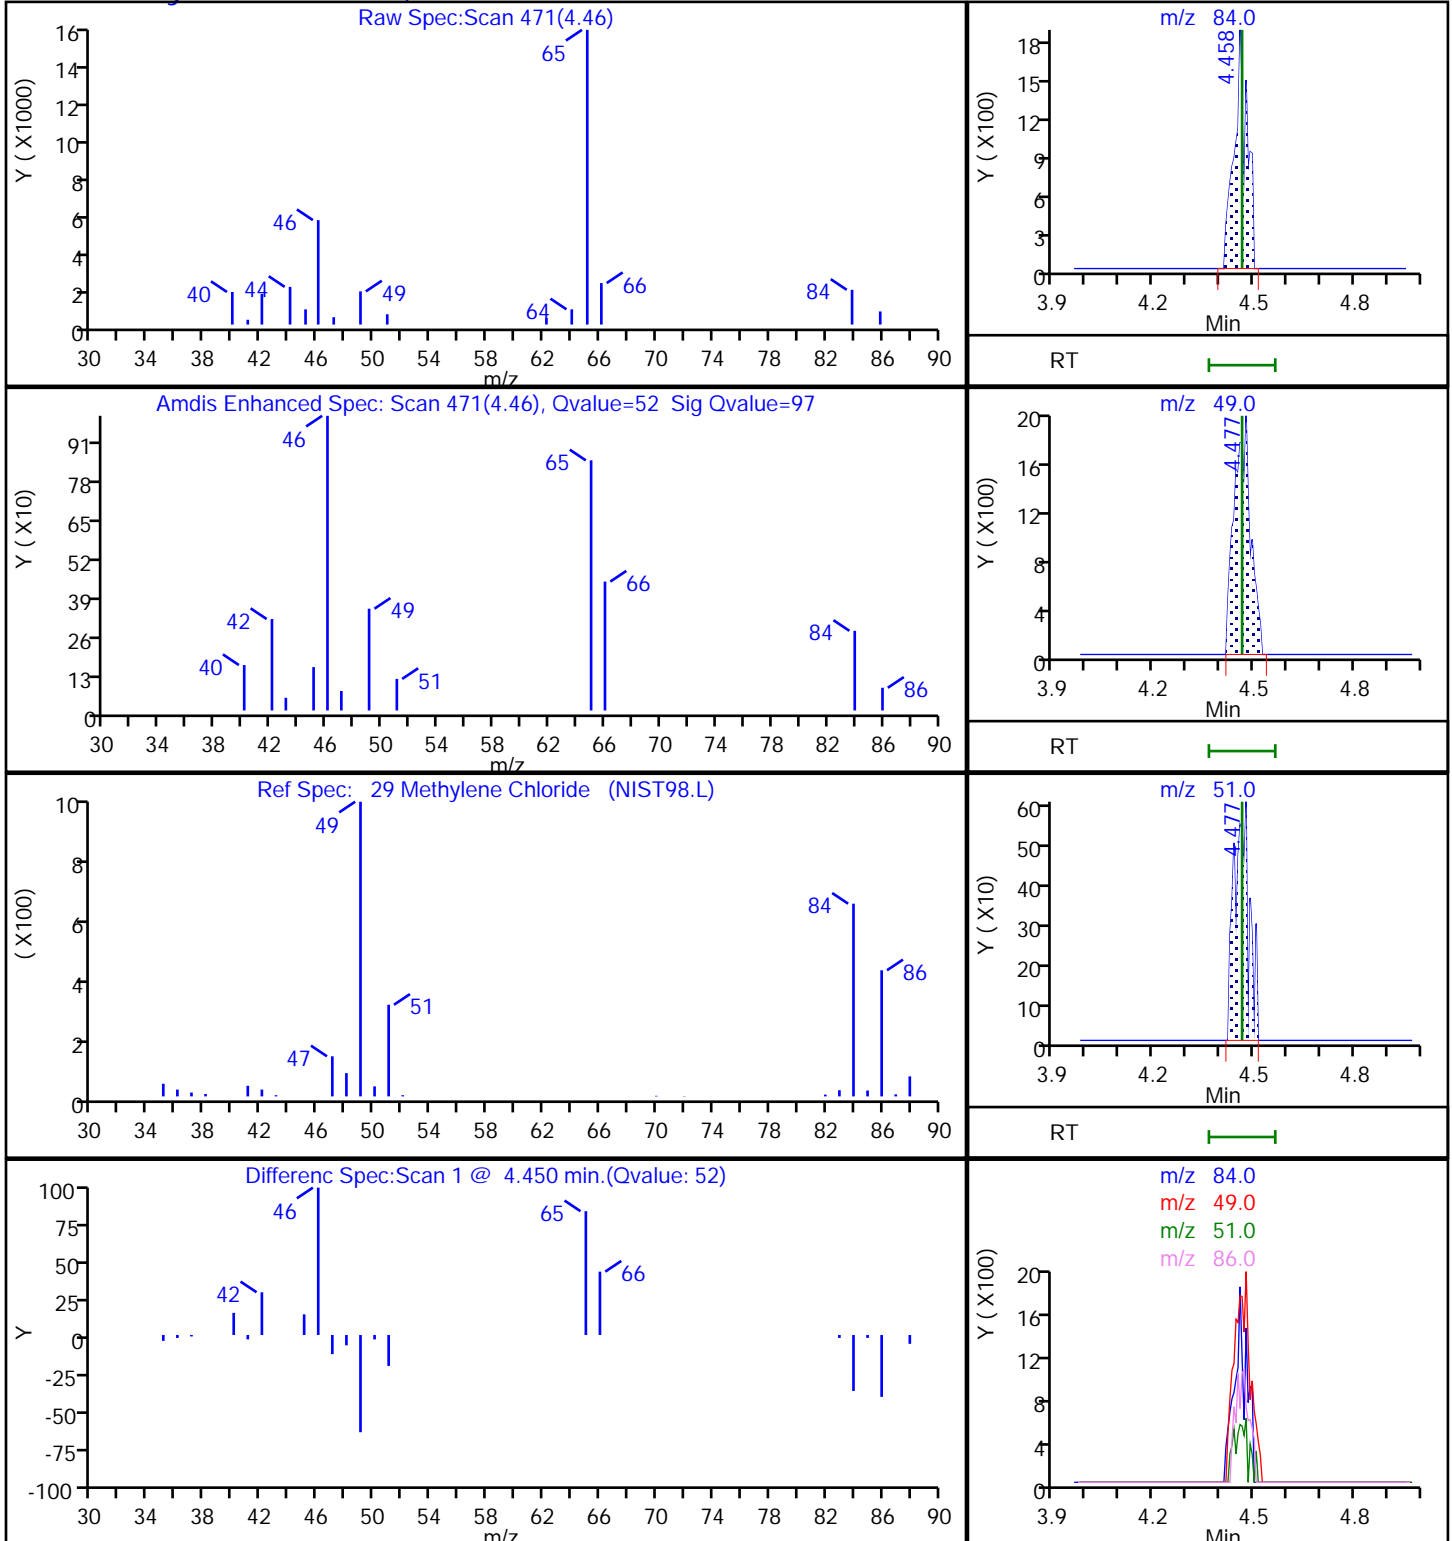 Raw Spec:Scan 471(4.46)
Y ( X1000)
16
14
12
10
8
6
4
2
0
65
46
40
44
49
64
66
84
30 34 38 42 46 50 54 58 62 66 70 74 78 82 86 90
m/z
m/z 84.0
Y ( X100)
18
15
12
9
6
3
0
4.458
3.9 4.2 4.5 4.8
Min
RT
Amdis Enhanced Spec: Scan 471(4.46), Qvalue=52 Sig Qvalue=97
Y ( X10)
91
78
65
52
39
26
13
0
46
65
66
42
49
84
40
51
86
30 34 38 42 46 50 54 58 62 66 70 74 78 82 86 90
m/z
m/z 49.0
Y ( X100)
20
16
12
8
4
0
4.477
3.9 4.2 4.5 4.8
Min
RT
Ref Spec: 29 Methylene Chloride (NIST98.L)
( X100)
10
8
6
4
2
0
49
84
86
51
47
30 34 38 42 46 50 54 58 62 66 70 74 78 82 86 90
m/z 51.0
Y ( X10)
60
50
40
30
20
10
0
4.477
3.9 4.2 4.5 4.8
Min
RT
Differenc Spec:Scan 1 @ 4.450 min.(Qvalue: 52)
Y
100
75
50
25
0
-25
-50
-75
-100
46
65
66
42
30 34 38 42 46 50 54 58 62 66 70 74 78 82 86 90
m/z
m/z 84.0
m/z 49.0
m/z 51.0
m/z 86.0
Y ( X100)
20
16
12
8
4
0
3.9 4.2 4.5 4.8
Min